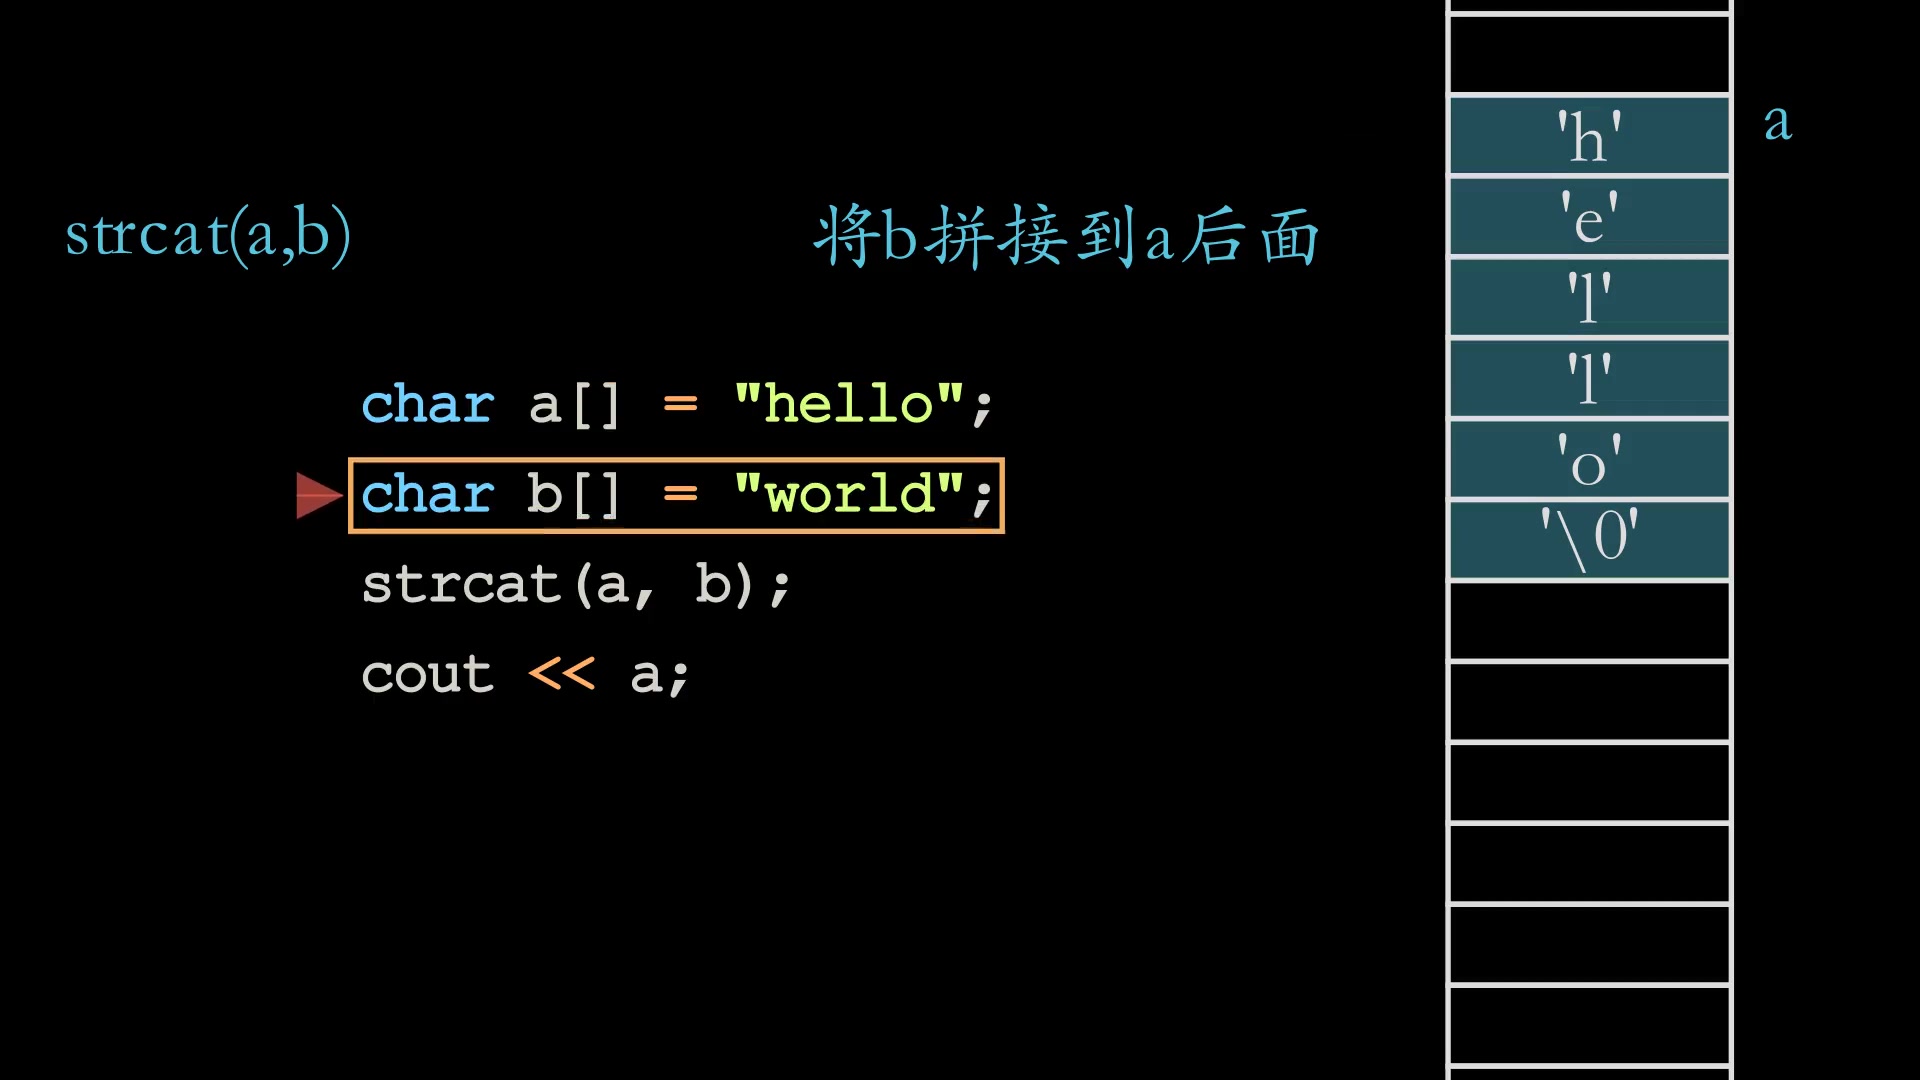 strcat(a,b)
将b拼接到a后面
char a[] = "hello";
char b[] = "world";
strcat(a, b);
cout << a;
a
'h'
'e'
'l'
'l'
'o'
'\0'